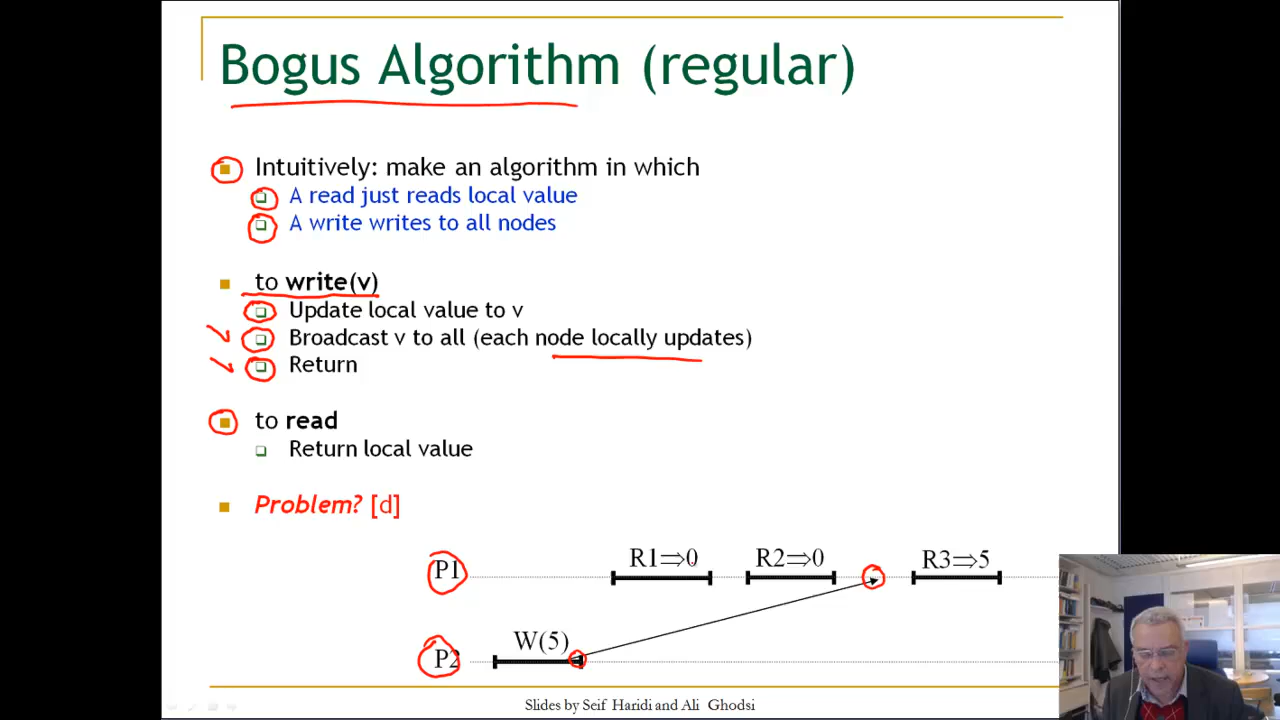 Bogus Algorithm (regular)
Intuitively: make an algorithm in which
A read just reads local value
A write writes to all nodes
to write(v)
Update local value to v
Broadcast v to all (each node locally updates)
Return
to read
Return local value
Problem? [d]
R1⇒0 R2⇒0 R3⇒5
P1
W(5)
P2
Slides by Seif Haridi and Ali Ghodsi